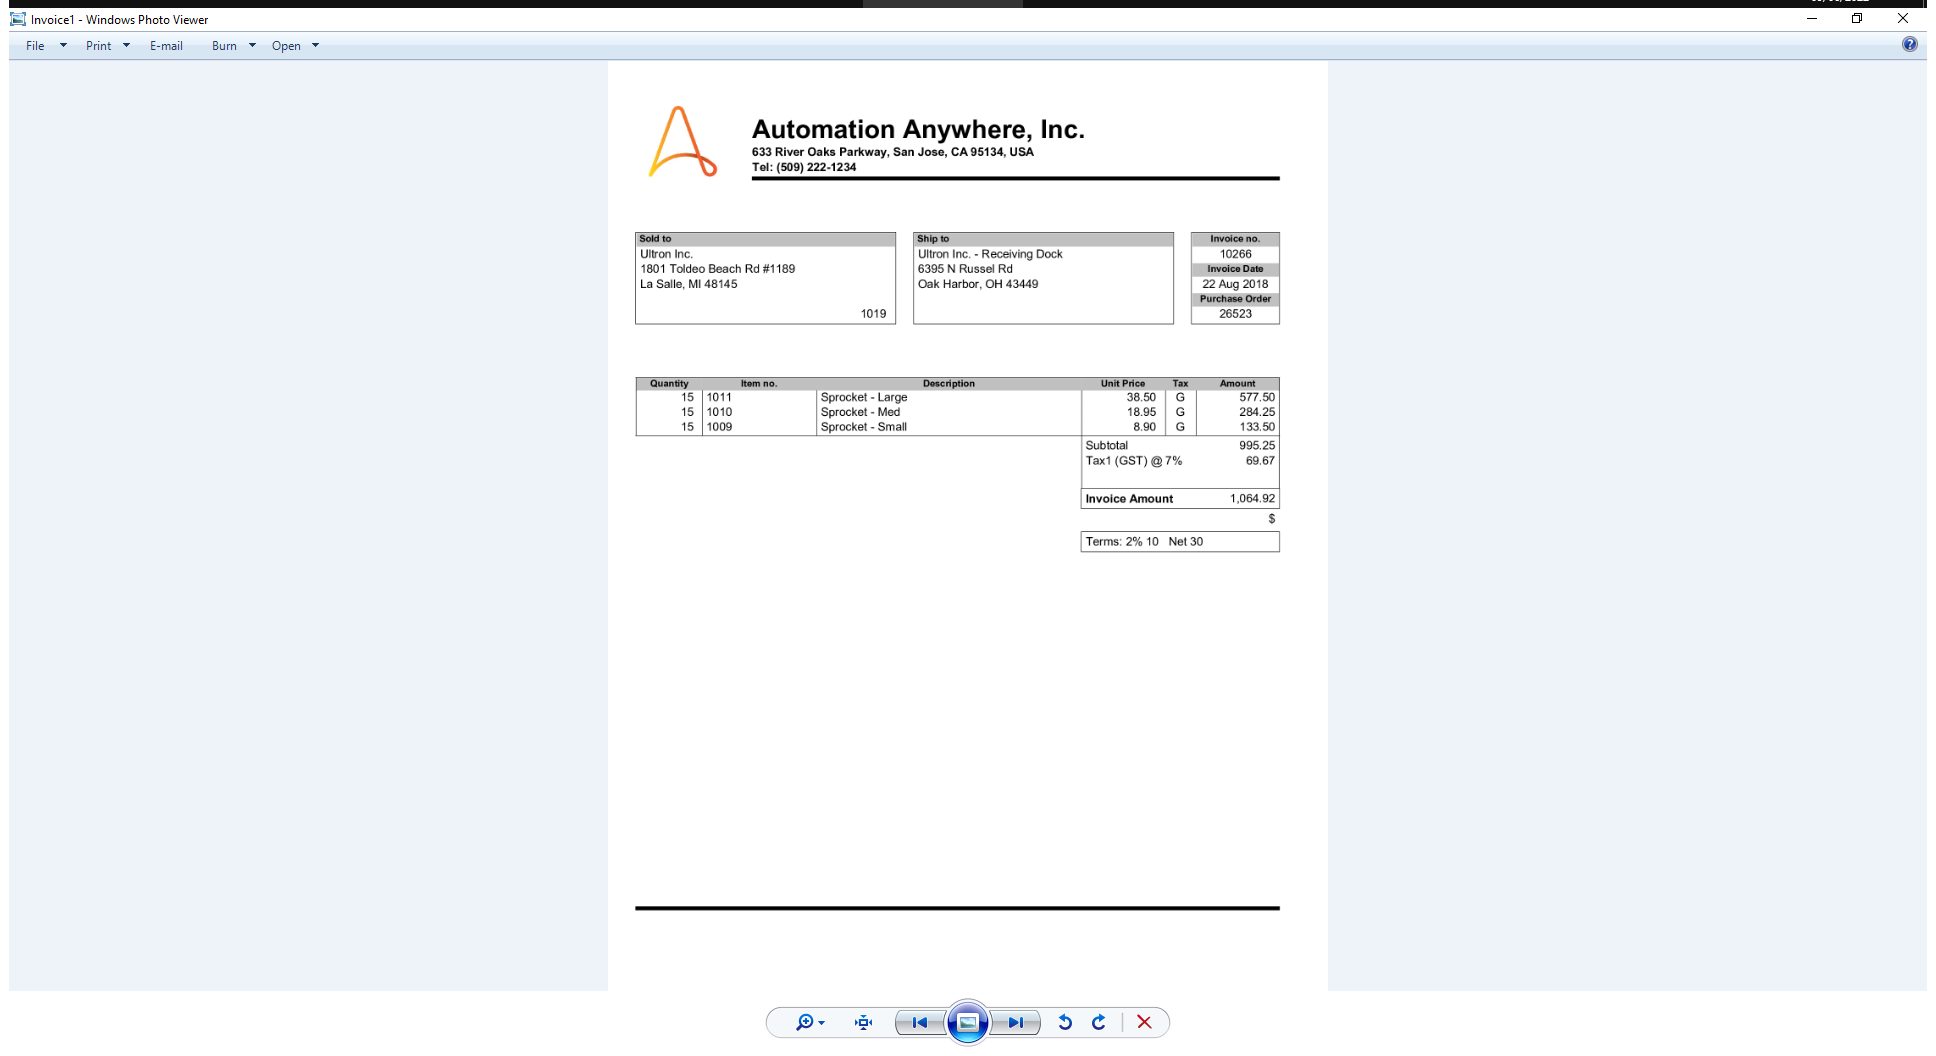 Invoice1 - Windows Photo Viewer
File Print E-mail Burn Open
Automation Anywhere, Inc.
633 River Oaks Parkway, San Jose, CA 95134, USA
Tel: (509) 222-1234
Sold to
Ultron Inc.
1801 Toldeo Beach Rd #1189
La Salle, MI 48145
1019
Ship to
Ultron Inc. - Receiving Dock
6395 N Russel Rd
Oak Harbor, OH 43449
Invoice no.
10266
Invoice Date
22 Aug 2018
Purchase Order
26523
Quantity Item no. Description Unit Price Tax Amount
15 1011 Sprocket - Large 38.50 G 577.50
15 1010 Sprocket - Med 18.95 G 284.25
15 1009 Sprocket - Small 8.90 G 133.50
Subtotal 995.25
Tax1 (GST) @ 7% 69.67
Invoice Amount 1,064.92
$
Terms: 2% 10 Net 30